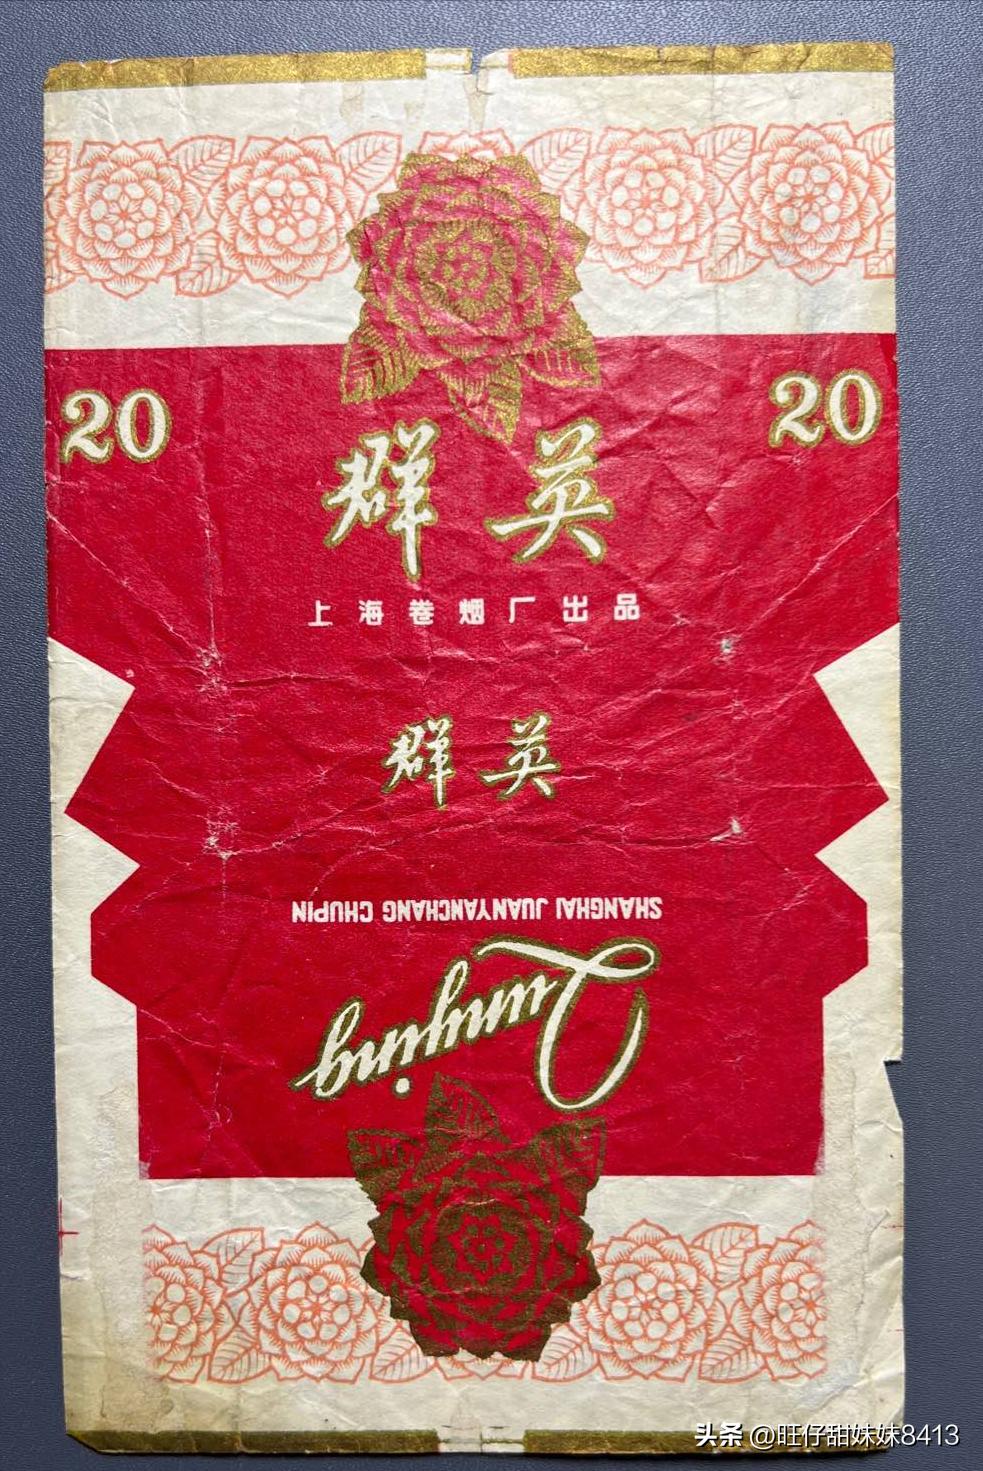 20 20
群英
上海卷烟厂出品
群英
SHANGHAI JUANYANCHANG CHUPIN
Qunying
头条 @旺仔甜妹妹8413